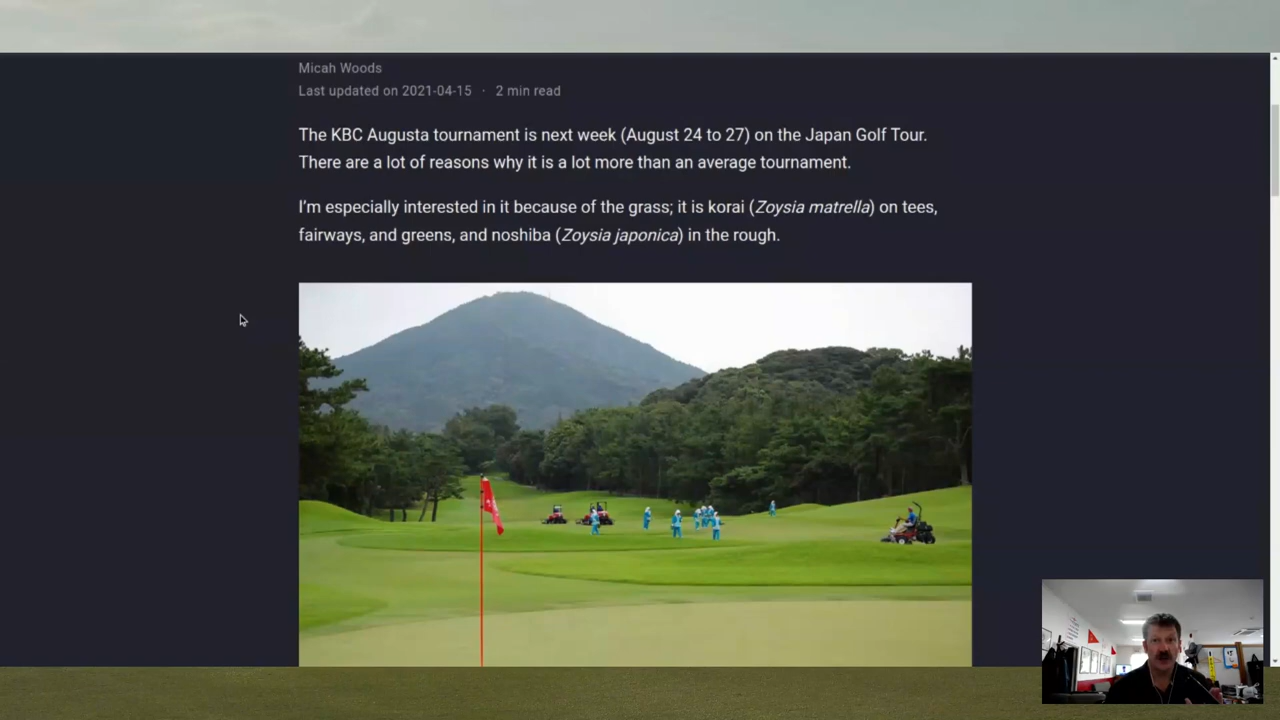 Micah Woods
Last updated on 2021-04-15 · 2 min read
The KBC Augusta tournament is next week (August 24 to 27) on the Japan Golf Tour.
There are a lot of reasons why it is a lot more than an average tournament.
I'm especially interested in it because of the grass; it is korai (Zoysia matrella) on tees,
fairways, and greens, and noshiba (Zoysia japonica) in the rough.